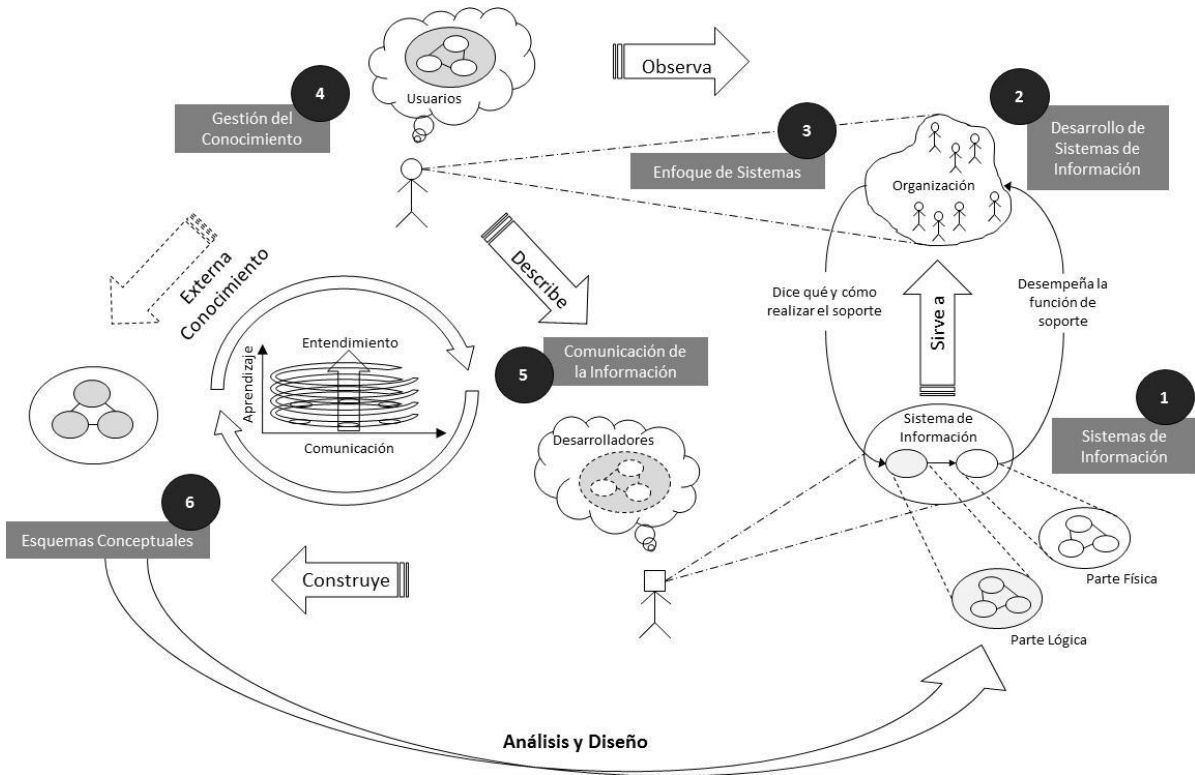 Usuarios
Observa
4
Gestión del
Conocimiento
3
Enfoque de Sistemas
2
Desarrollo de
Sistemas de
Información
Organización
Externa
Conocimiento
Describe
Dice qué y cómo
realizar el soporte
Sirve a
Desempeña la
función de
soporte
Aprendizaje
Entendimiento
Comunicación
5
Comunicación de
la Información
Desarrolladores
Sistema de
Información
1
Sistemas de
Información
6
Esquemas Conceptuales
Construye
Parte Física
Parte Lógica
Análisis y Diseño